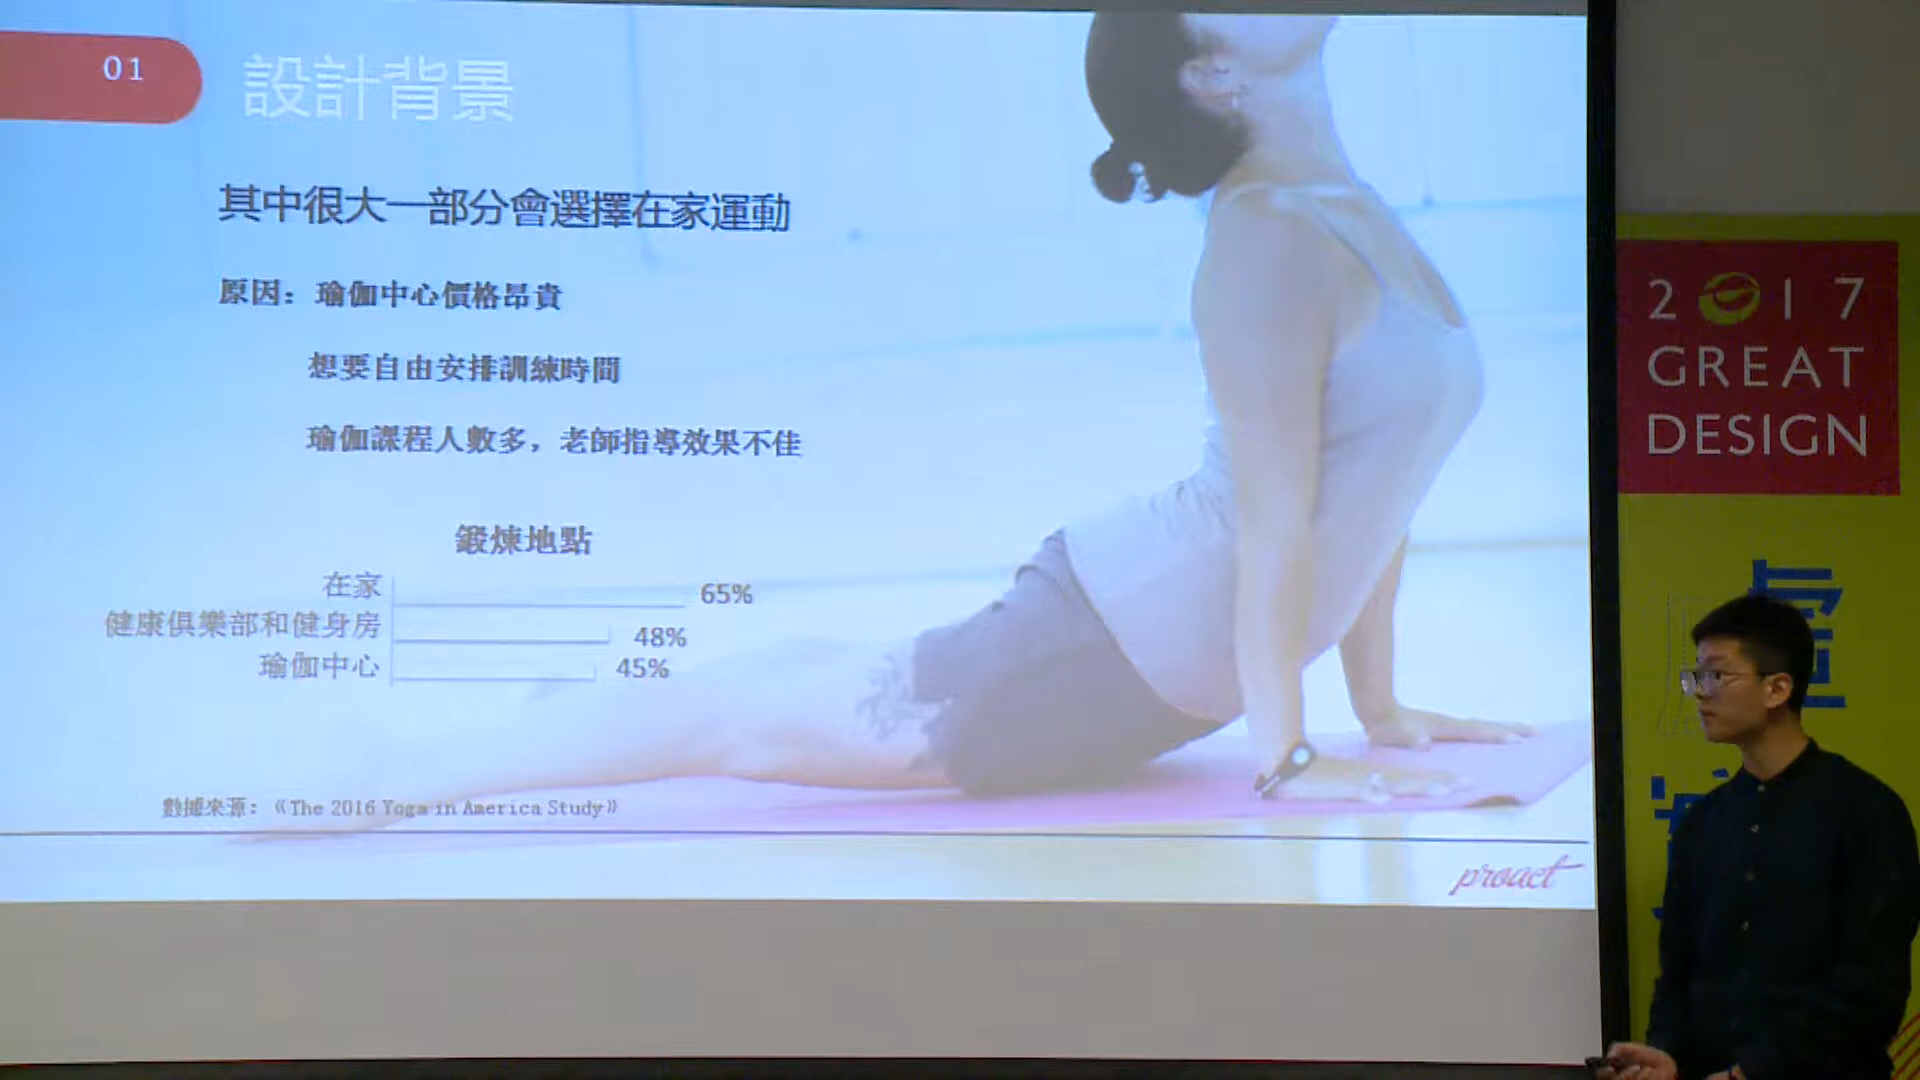 01
設計背景
其中很大一部分會選擇在家運動
原因：瑜伽中心價格昂貴
想要自由安排訓練時間
瑜伽課程人數多，老師指導效果不佳
鍛煉地點
在家 65%
健康俱樂部和健身房 48%
瑜伽中心 45%
數據來源：《The 2016 Yoga in America Study》
proact
2017
GREAT
DESIGN
虛